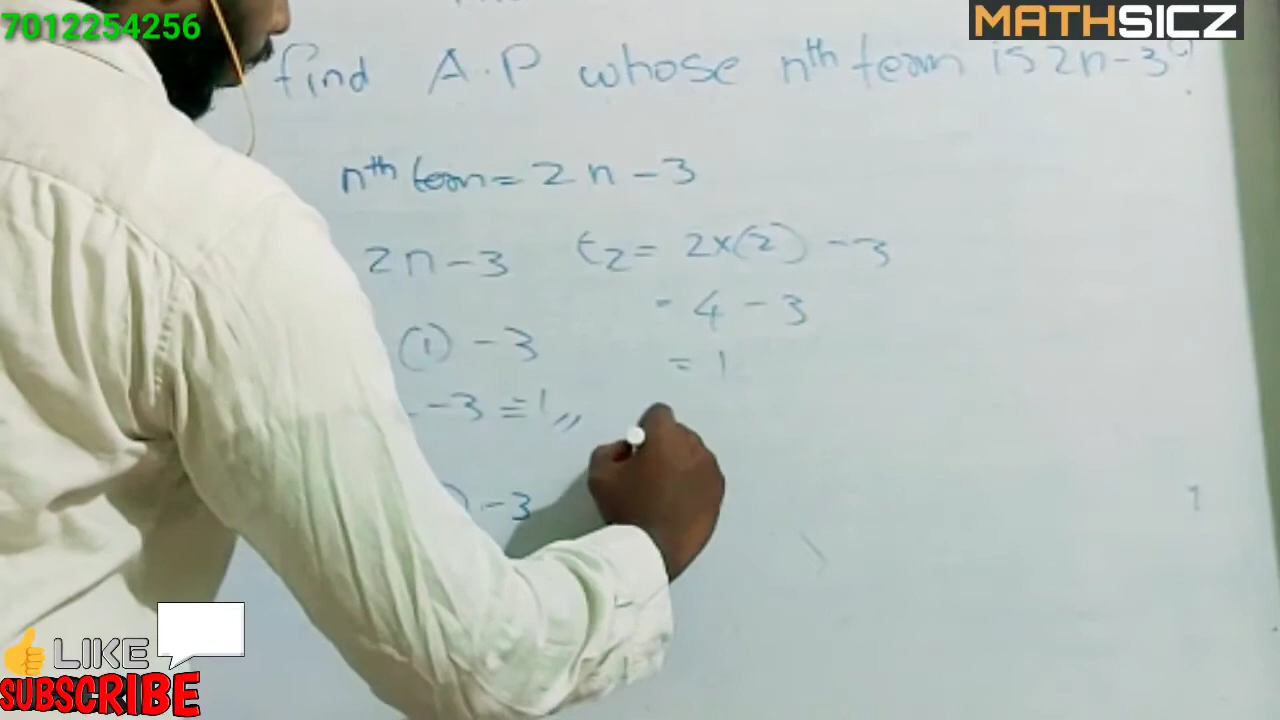 7012254256
MATHSICZ
find A.P whose nth term is 2n-3?
nth term = 2n - 3
2n - 3
t2 = 2x(2) - 3
= 4 - 3
= 1
(1) - 3
- 3 = 1,,
) - 3
LIKE
SUBSCRIBE